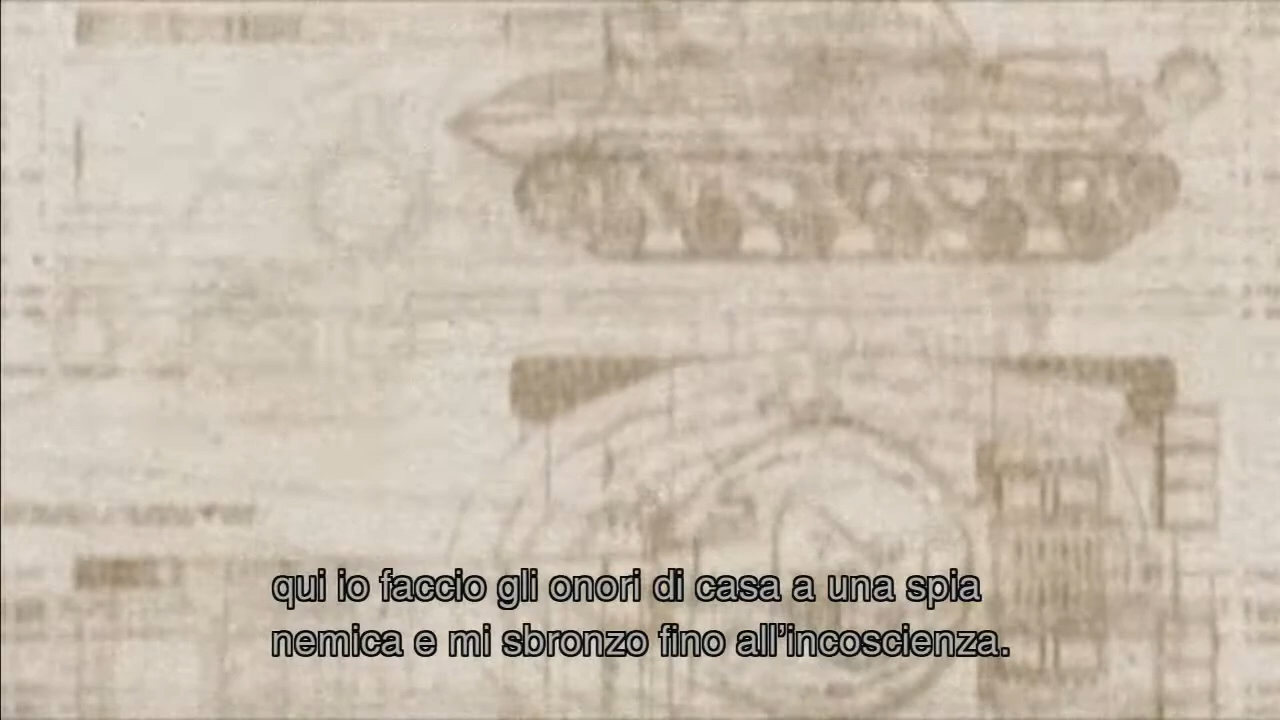 qui io faccio gli onori di casa a una spia
nemica e mi sbronzo fino all'incoscienza.